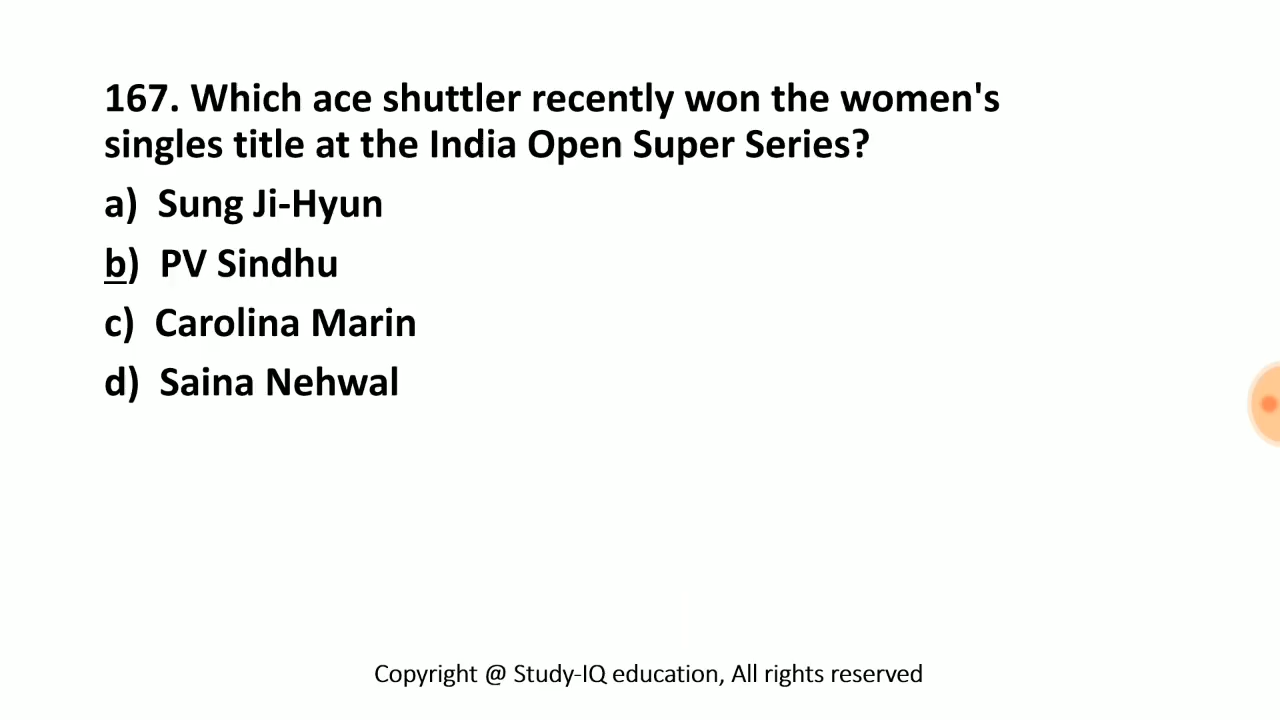 167. Which ace shuttler recently won the women's
singles title at the India Open Super Series?
a) Sung Ji-Hyun
b) PV Sindhu
c) Carolina Marin
d) Saina Nehwal
Copyright @ Study-IQ education, All rights reserved